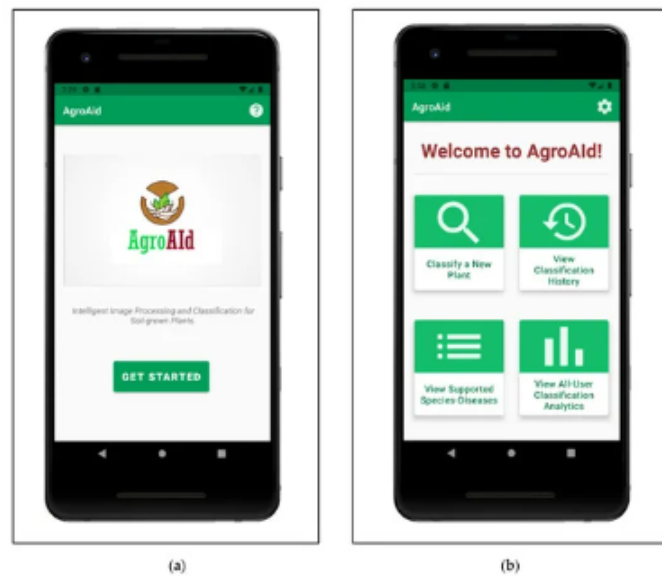 AgroAid
AgroAId
Intelligent Image Processing and Classification for
Soil-grown Plants
GET STARTED
(a)
AgroAid
Welcome to AgroAId!
Classify a New
Plant
View
Classification
History
View Supported
Species-Diseases
View All-User
Classification
Analytics
(b)